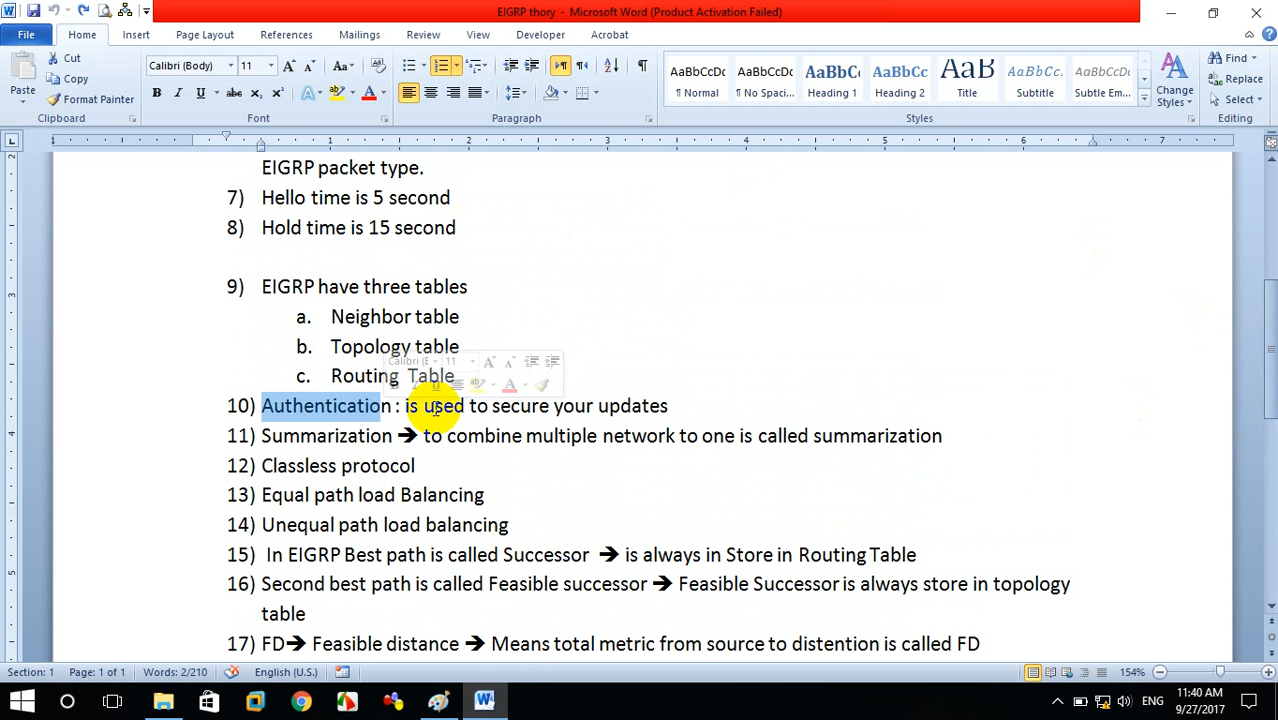 EIGRP thory - Microsoft Word (Product Activation Failed)
File Home Insert Page Layout References Mailings Review View Developer Acrobat
Paste Cut Copy Format Painter
Calibri (Body) 11
AaBbCcDc AaBbCcDc AaBbCc AaBbCc AaB AaBbCc. AaBbCcDc
¶ Normal ¶ No Spaci... Heading 1 Heading 2 Title Subtitle Subtle Em...
Change Styles
Find Replace Select
Clipboard Font Paragraph Styles Editing
1 1 2 3 4 5 6 7
EIGRP packet type.
7) Hello time is 5 second
8) Hold time is 15 second
9) EIGRP have three tables
a. Neighbor table
b. Topology table
c. Routing Table
10) Authentication : is used to secure your updates
11) Summarization ➔ to combine multiple network to one is called summarization
12) Classless protocol
13) Equal path load Balancing
14) Unequal path load balancing
15) In EIGRP Best path is called Successor ➔ is always in Store in Routing Table
16) Second best path is called Feasible successor ➔ Feasible Successor is always store in topology
table
17) FD➔ Feasible distance ➔ Means total metric from source to distention is called FD
Section: 1 Page: 1 of 1 Words: 2/210 English (U.S.) 154%
ENG 11:40 AM
9/27/2017